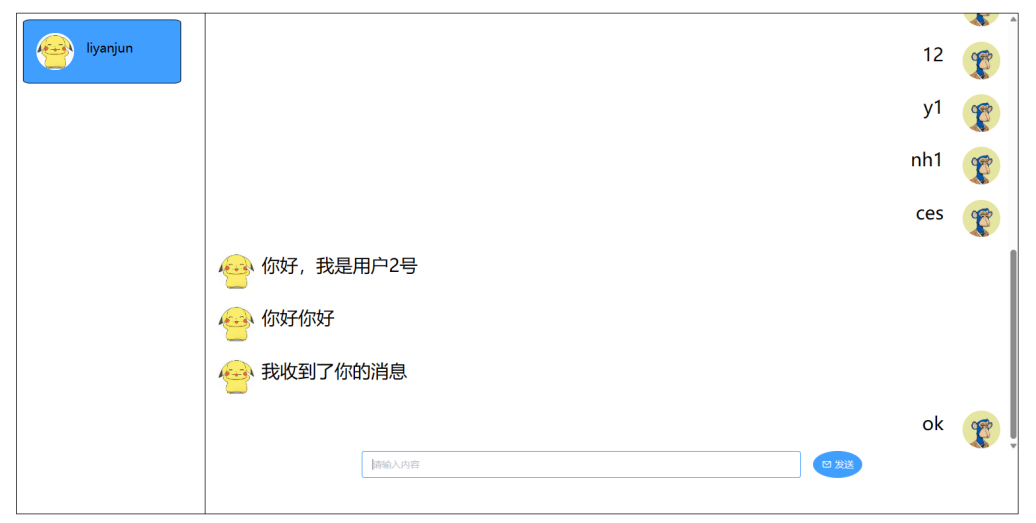 liyanjun
12
y1
nh1
ces
你好，我是用户2号
你好你好
我收到了你的消息
ok
请输入内容
发送